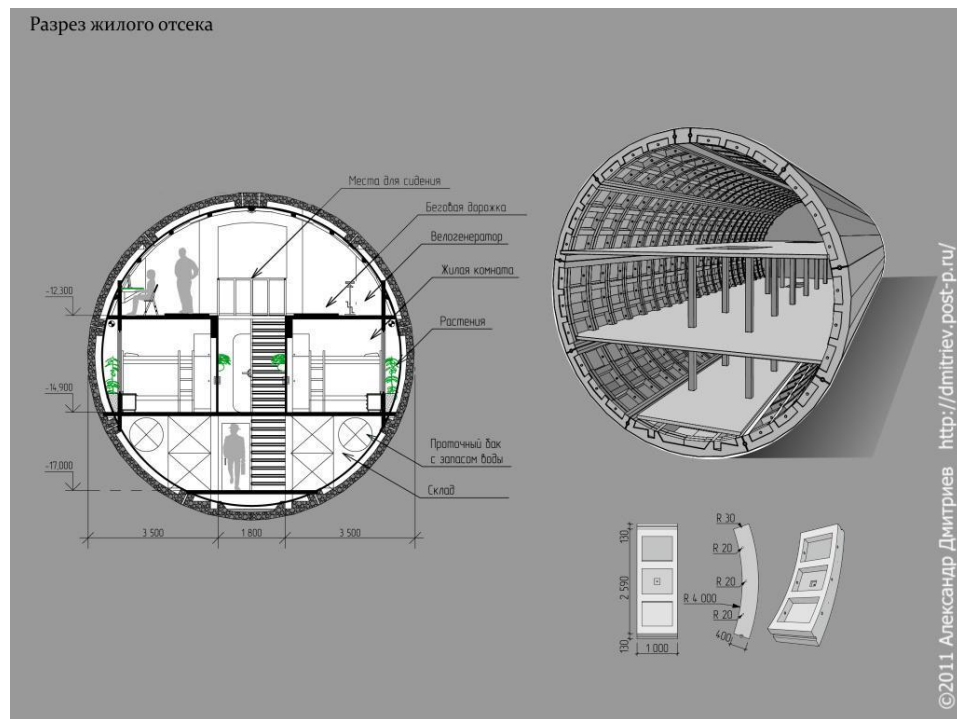 Разрез жилого отсека
Места для сидения
Беговая дорожка
Велогенератор
Жилая комната
Растения
Проточный бак
с запасом воды
Склад
-12.300
-14,900
-17.000
3 500
1 800
3 500
130
2 590
130
1 000
R 30
R 20
R 20
R 4 000
R 20
400
©2011 Александр Дмитриев http://dmitriev.post-p.ru/